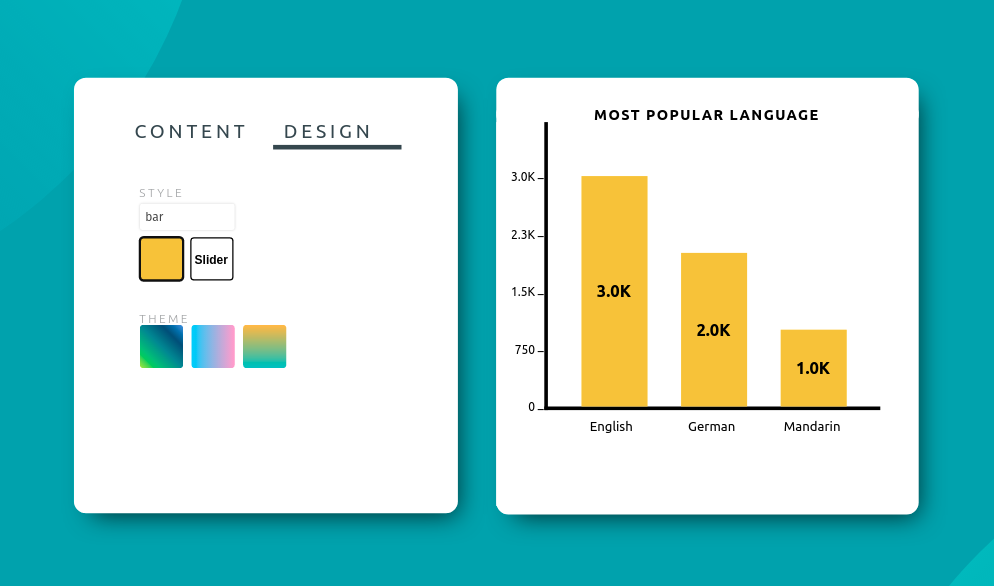 CONTENT DESIGN
STYLE
bar
Slider
THEME
MOST POPULAR LANGUAGE
3.0K
2.3K
1.5K
750
0
3.0K
2.0K
1.0K
English German Mandarin